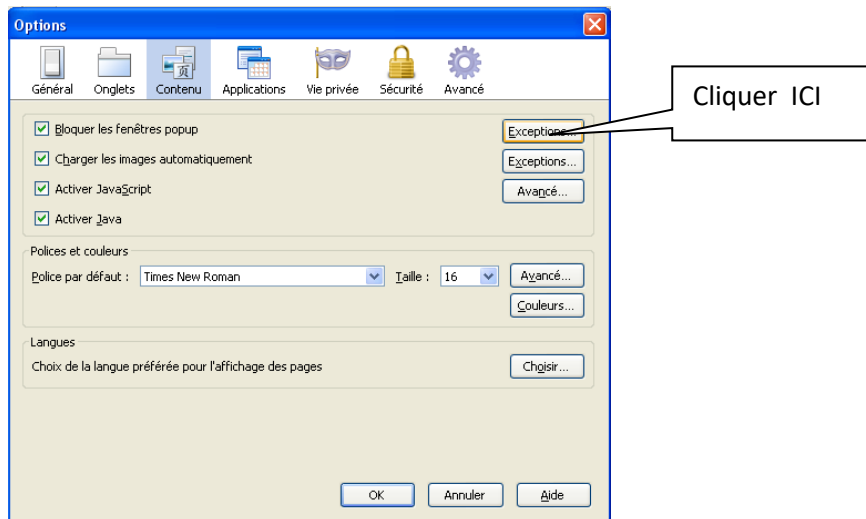 Options
Général Onglets Contenu Applications Vie privée Sécurité Avancé
Cliquer ICI
Bloquer les fenêtres popup Exceptions...
Charger les images automatiquement Exceptions...
Activer JavaScript Avancé...
Activer Java
Polices et couleurs
Police par défaut : Times New Roman Taille : 16 Avancé...
Couleurs...
Langues
Choix de la langue préférée pour l'affichage des pages Choisir...
OK Annuler Aide